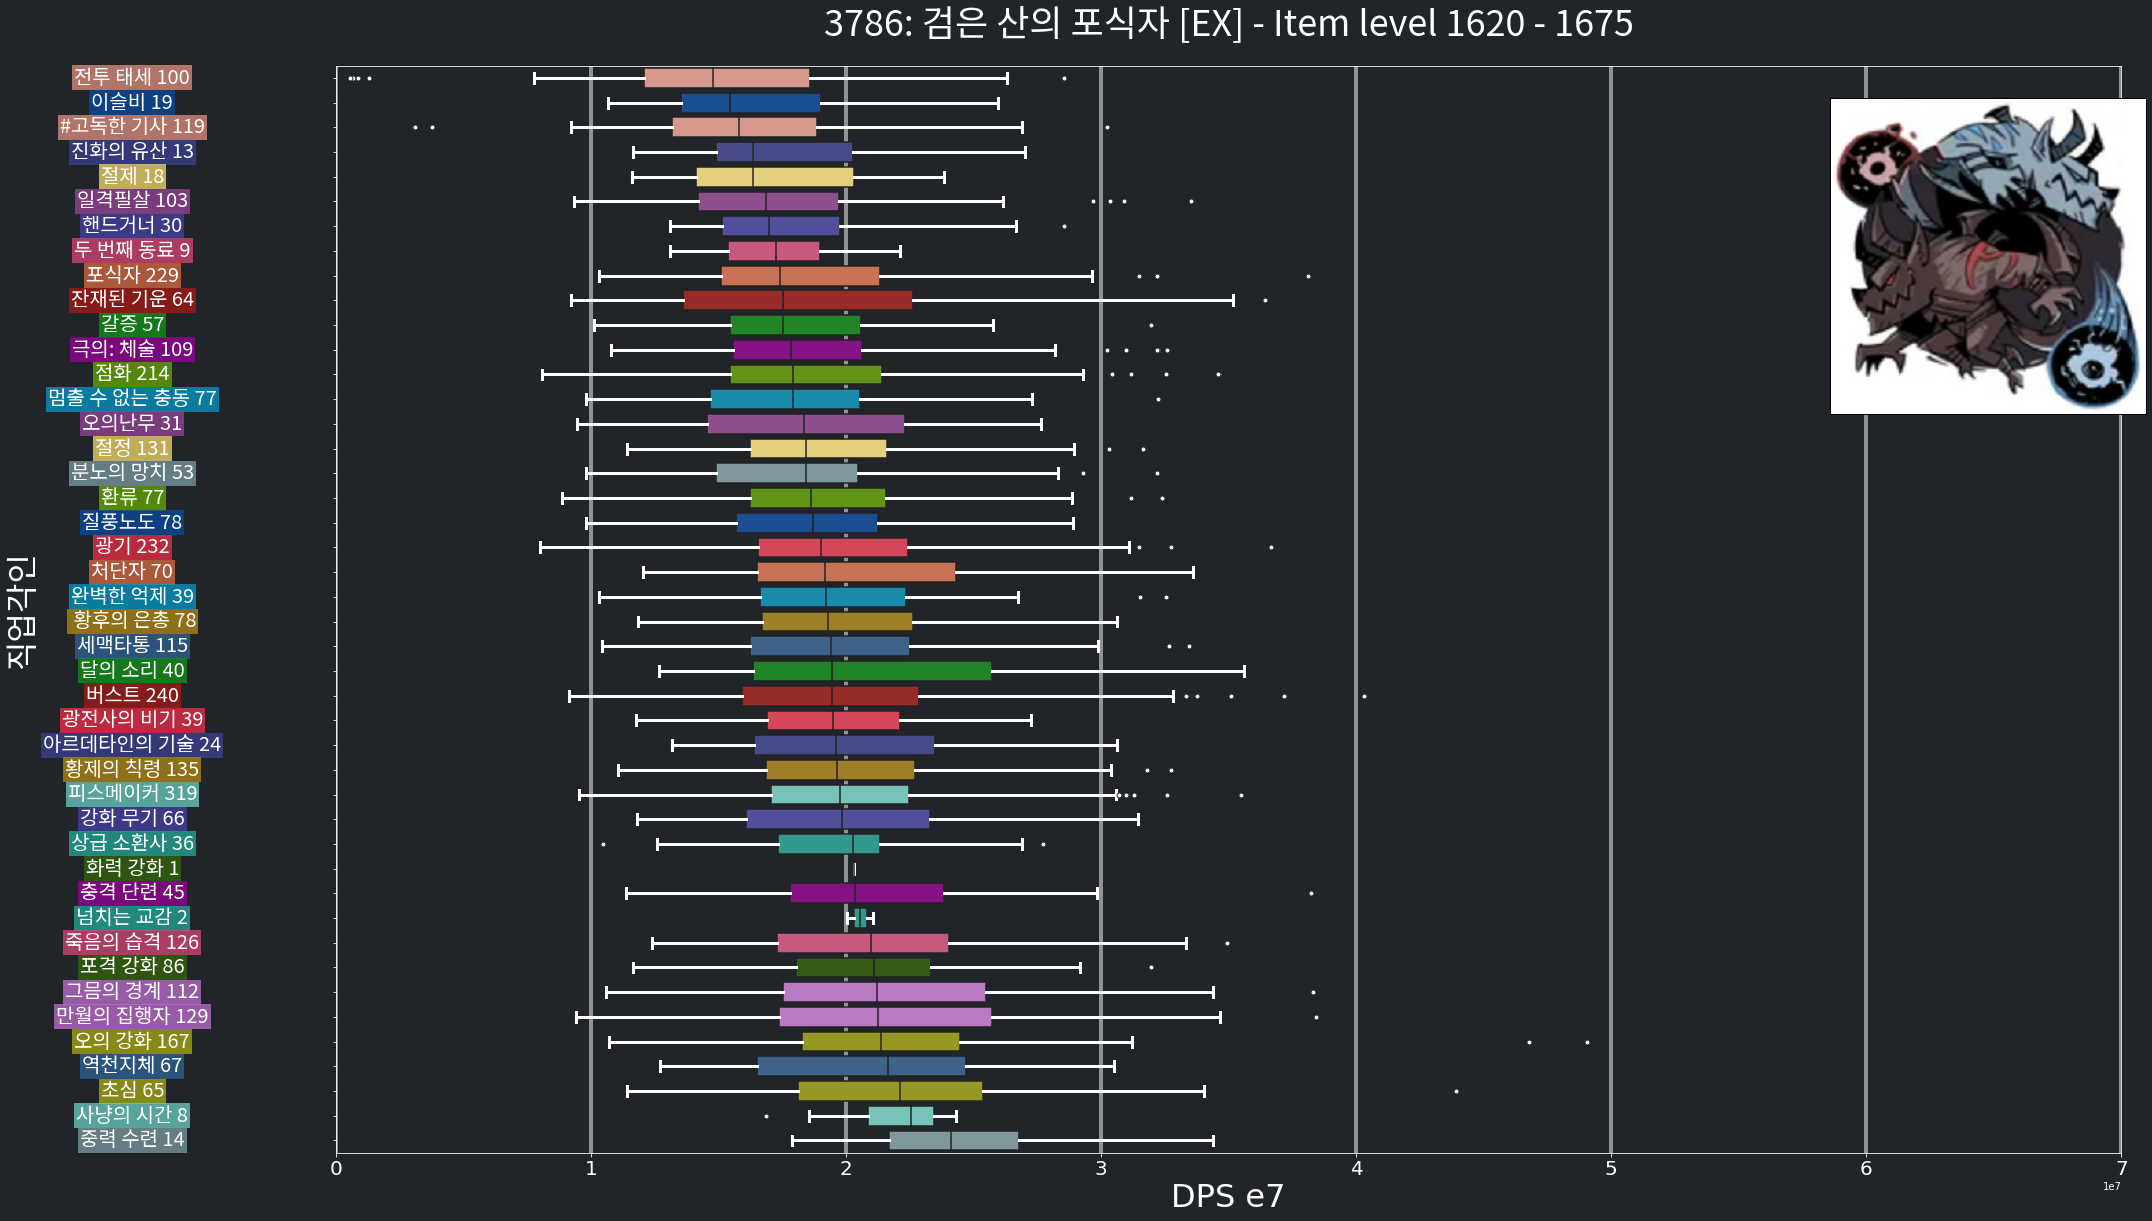 3786: 검은 산의 포식자 [EX] - Item level 1620 - 1675
직업각인
전투 태세 100
이슬비 19
#고독한 기사 119
진화의 유산 13
절제 18
일격필살 103
핸드거너 30
두 번째 동료 9
포식자 229
잔재된 기운 64
갈증 57
극의: 체술 109
점화 214
멈출 수 없는 충동 77
오의난무 31
절정 131
분노의 망치 53
환류 77
질풍노도 78
광기 232
처단자 70
완벽한 억제 39
황후의 은총 78
세맥타통 115
달의 소리 40
버스트 240
광전사의 비기 39
아르데타인의 기술 24
황제의 칙령 135
피스메이커 319
강화 무기 66
상급 소환사 36
화력 강화 1
충격 단련 45
넘치는 교감 2
죽음의 습격 126
포격 강화 86
그믐의 경계 112
만월의 집행자 129
오의 강화 167
역천지체 67
초심 65
사냥의 시간 8
중력 수련 14
0 1 2 3 4 5 6 7
1e7
DPS e7